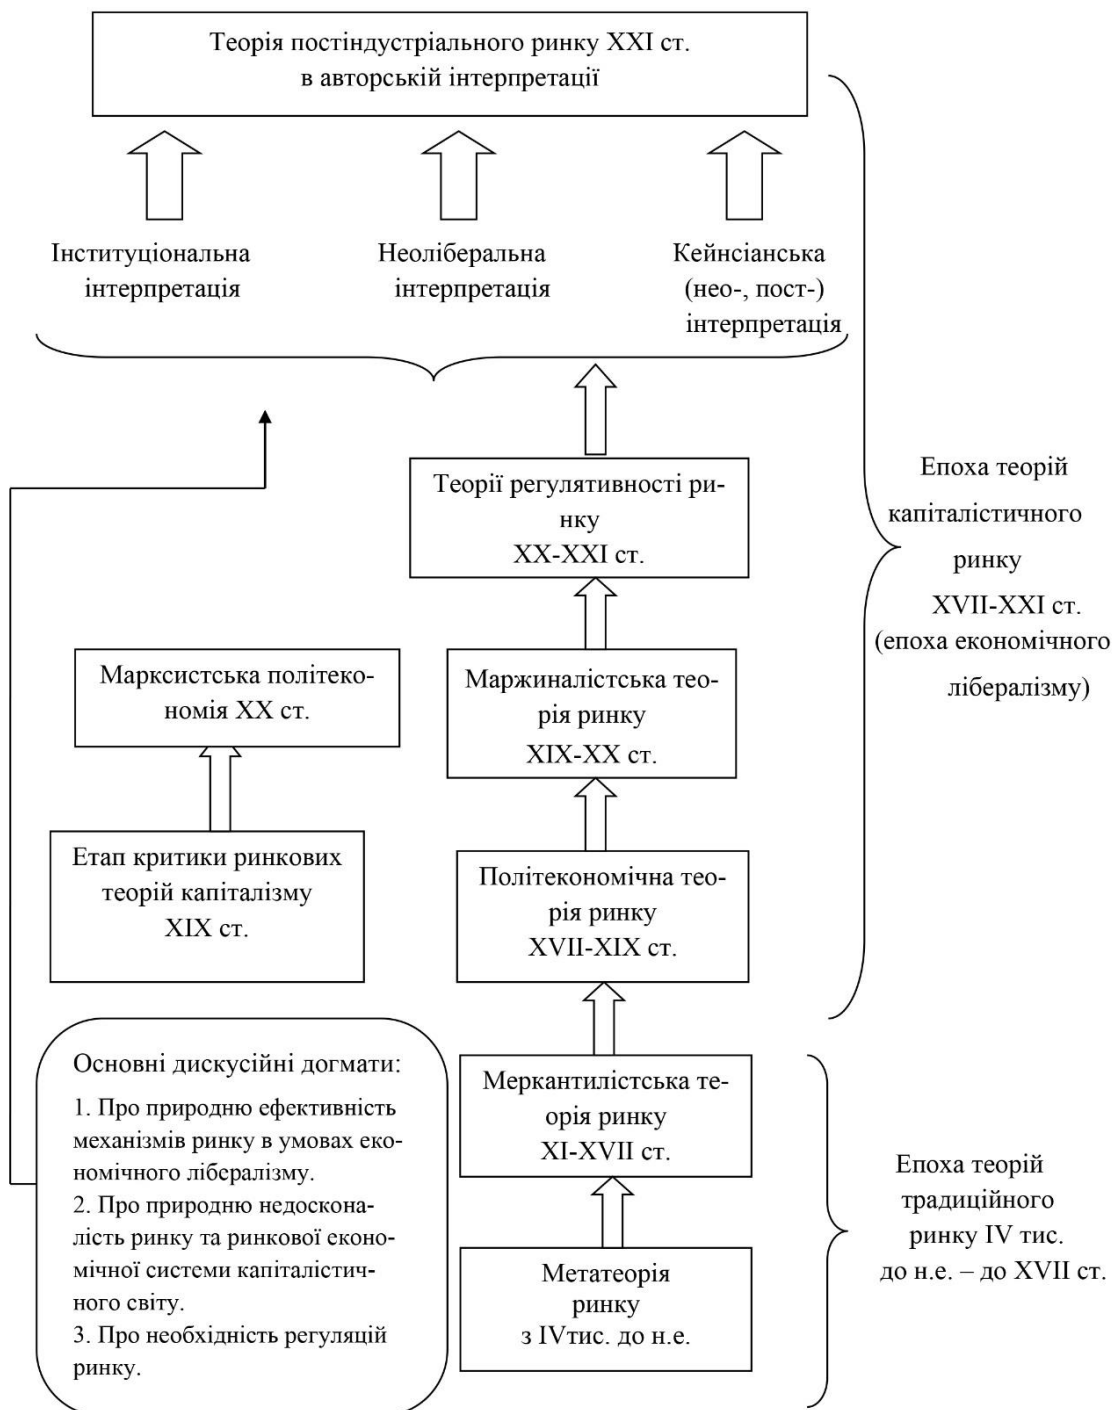 Теорія постіндустріального ринку XXI ст.
в авторській інтерпретації
Інституціональна
інтерпретація
Неоліберальна
інтерпретація
Кейнсіанська
(нео-, пост-)
інтерпретація
Теорії регулятивності ри-
нку
XX-XXI ст.
Епоха теорій
капіталістичного
ринку
XVII-XXI ст.
(епоха економічного
лібералізму)
Марксистська політеко-
номія XX ст.
Маржиналістська тео-
рія ринку
XIX-XX ст.
Етап критики ринкових
теорій капіталізму
XIX ст.
Політекономічна тео-
рія ринку
XVII-XIX ст.
Основні дискусійні догмати:
1. Про природню ефективність
механізмів ринку в умовах еко-
номічного лібералізму.
2. Про природню недоскона-
лість ринку та ринкової еконо-
мічної системи капіталістич-
ного світу.
3. Про необхідність регуляцій
ринку.
Меркантилістська те-
орія ринку
XI-XVII ст.
Метатеорія
ринку
з IVтис. до н.е.
Епоха теорій
традиційного
ринку IV тис.
до н.е. – до XVII ст.